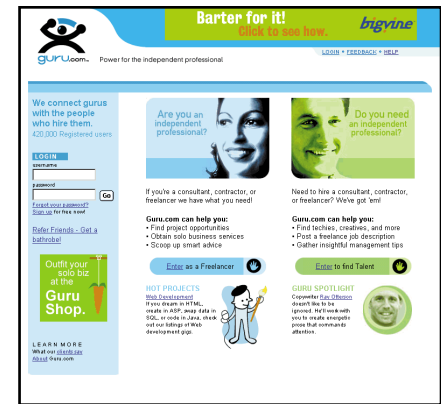 Barter for it!
Click to see how.
bigvine
guru.com
Power for the independent professional
LOGIN • FEEDBACK • HELP
We connect gurus
with the people
who hire them.
420,000 Registered users
LOGIN
username
password
Go
Forgot your password?
Sign up for free now!
Refer Friends - Get a
bathrobe!
Outfit your
solo biz
at the
Guru
Shop.
LEARN MORE
What our clients say
About Guru.com
Are you an
independent
professional?
If you're a consultant, contractor, or
freelancer we have what you need!
Guru.com can help you:
• Find project opportunities
• Obtain solo business services
• Scoop up smart advice
Enter as a Freelancer
HOT PROJECTS
Web Development
If you dream in HTML,
create in ASP, swap data in
SQL, or code in Java, check
out our listings of Web
development gigs.
Do you need
an independent
professional?
Need to hire a consultant, contractor,
or freelancer? We've got 'em!
Guru.com can help you:
• Find techies, creatives, and more
• Post a freelance job description
• Gather insightful management tips
Enter to find Talent
GURU SPOTLIGHT
Copywriter Ray Otterson
doesn't like to be
ignored. He'll work with
you to create energetic
prose that commands
attention.